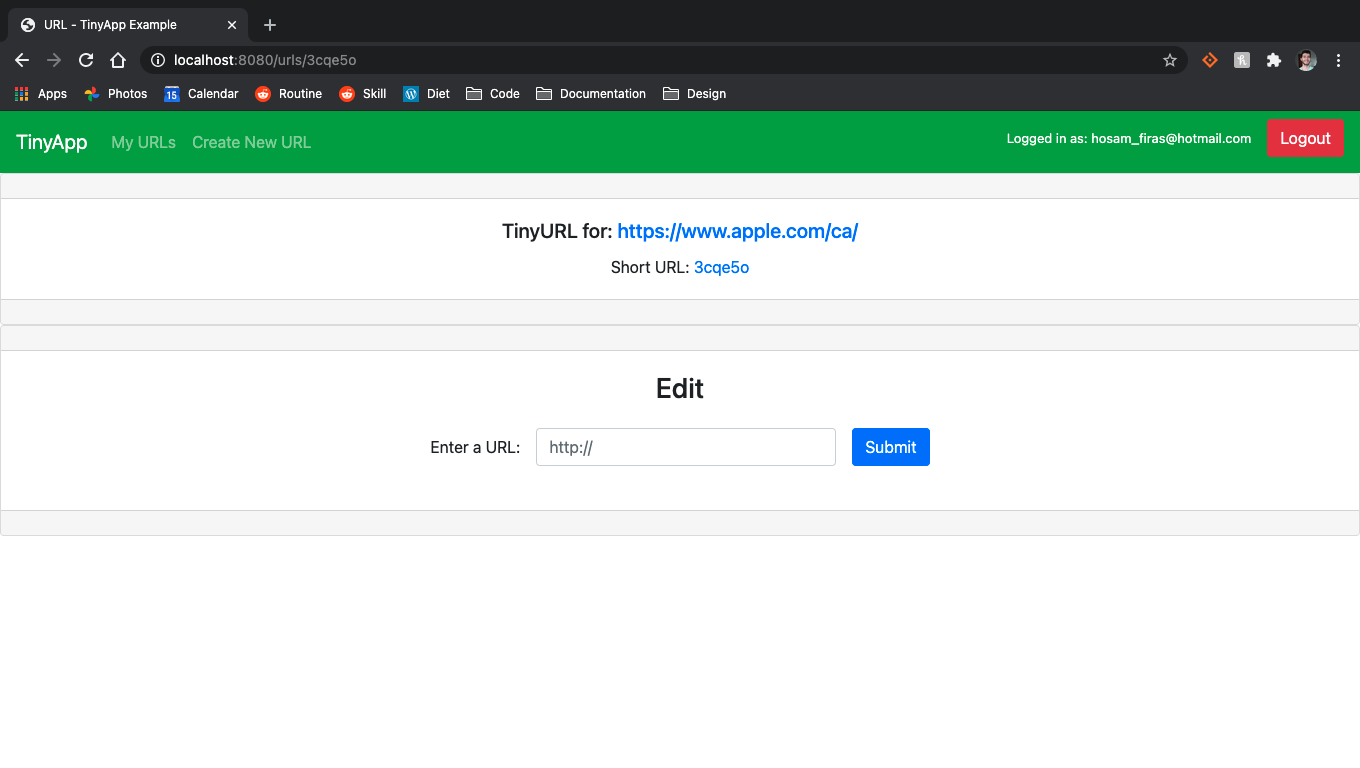 URL - TinyApp Example
localhost:8080/urls/3cqe5o
Apps Photos 15 Calendar Routine Skill Diet Code Documentation Design
TinyApp My URLs Create New URL Logged in as: hosam_firas@hotmail.com Logout
TinyURL for: https://www.apple.com/ca/
Short URL: 3cqe5o
Edit
Enter a URL: http:// Submit